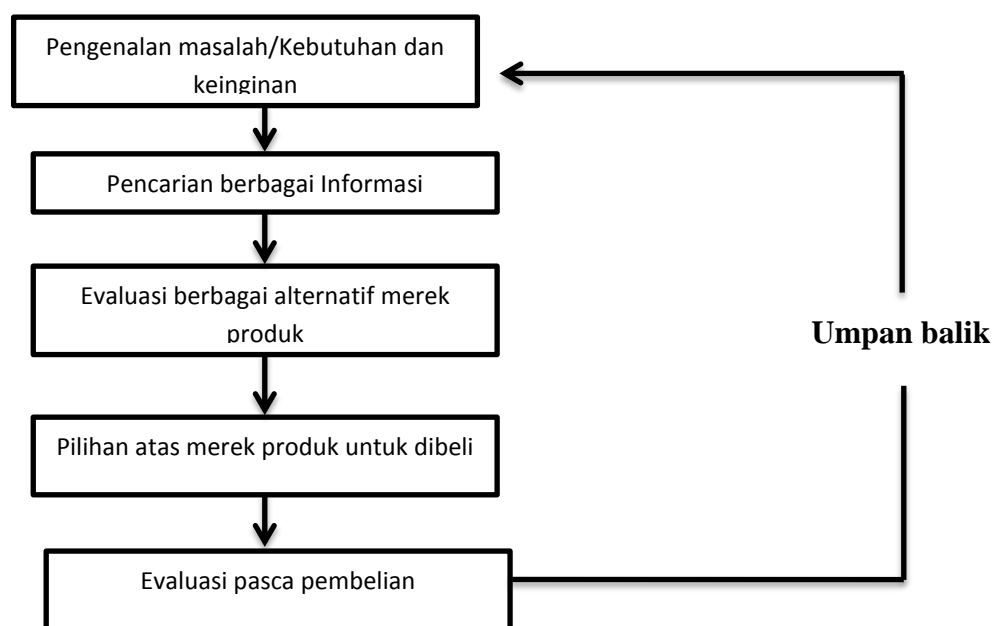 Pengenalan masalah/Kebutuhan dan
keinginan
Pencarian berbagai Informasi
Evaluasi berbagai alternatif merek
produk
Umpan balik
Pilihan atas merek produk untuk dibeli
Evaluasi pasca pembelian